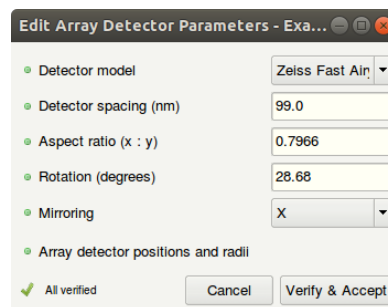 Edit Array Detector Parameters - Exa...
Detector model Zeiss Fast Airy
Detector spacing (nm) 99.0
Aspect ratio (x : y) 0.7966
Rotation (degrees) 28.68
Mirroring X
Array detector positions and radii
All verified Cancel Verify & Accept